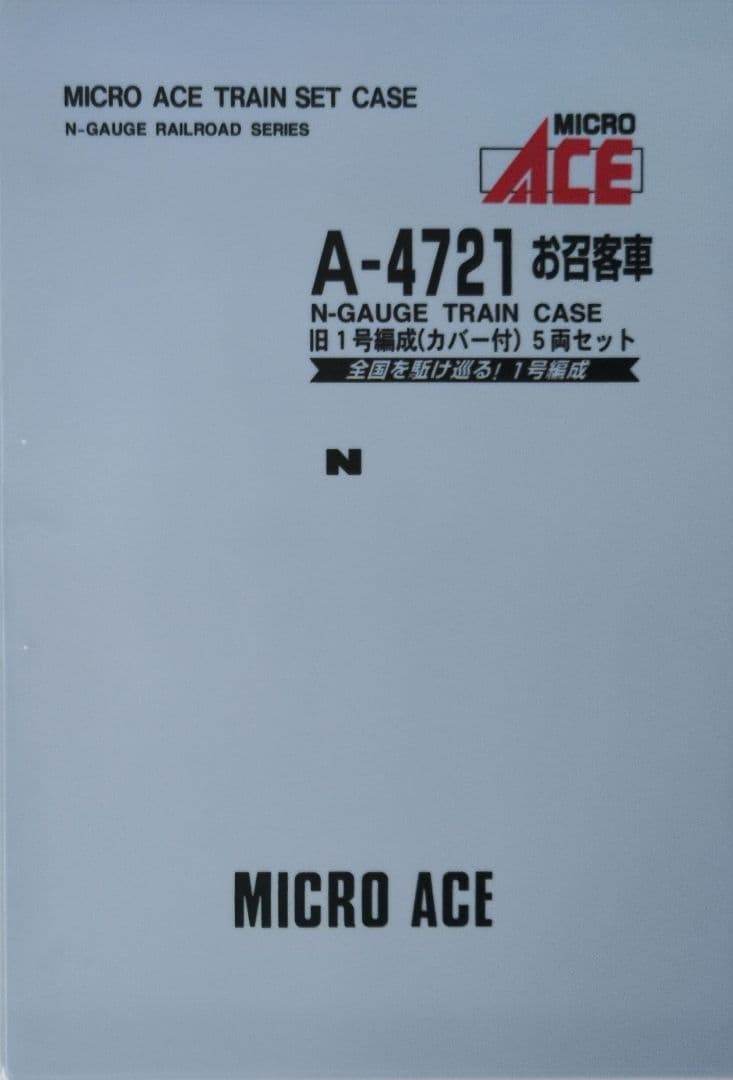 MICRO ACE TRAIN SET CASE
N-GAUGE RAILROAD SERIES
MICRO
ACE
A-4721 お召客車
N-GAUGE TRAIN CASE
旧1号編成(カバー付) 5両セット
全国を駆け巡る! 1号編成
N
MICRO ACE